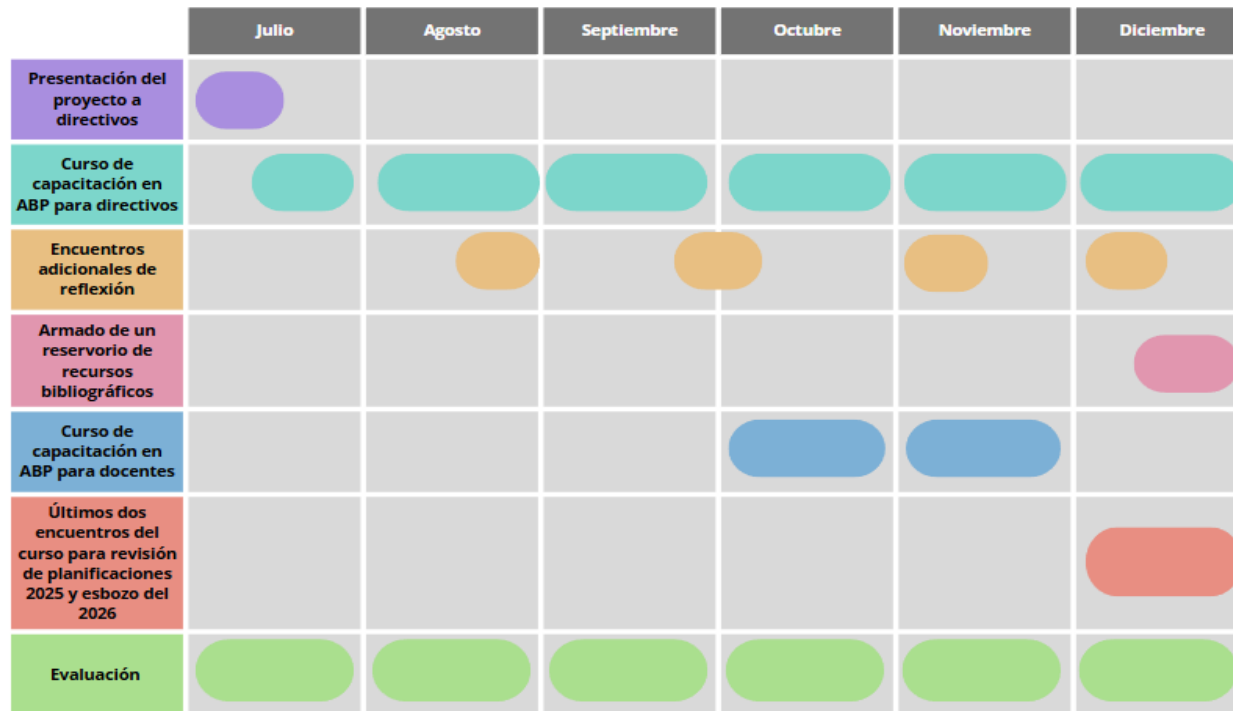 Julio
Agosto
Septiembre
Octubre
Noviembre
Diciembre
Presentación del
proyecto a
directivos
Curso de
capacitación en
ABP para directivos
Encuentros
adicionales de
reflexión
Armado de un
reservorio de
recursos
bibliográficos
Curso de
capacitación en
ABP para docentes
Últimos dos
encuentros del
curso para revisión
de planificaciones
2025 y esbozo del
2026
Evaluación